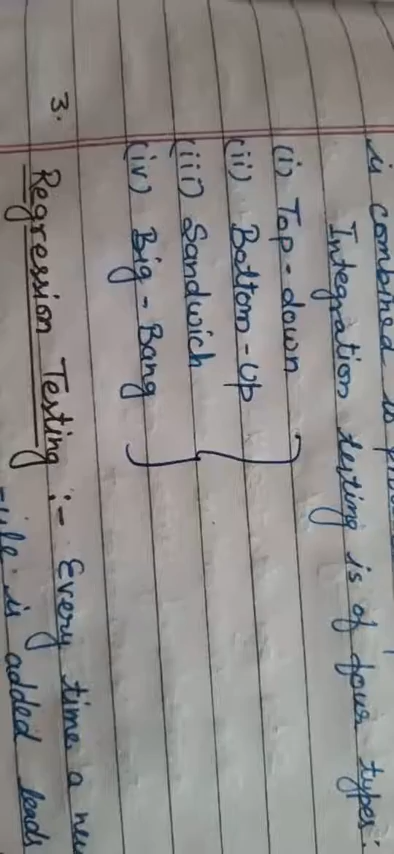 is combined is
Integration testing is of four types.
(i) Top-down
(ii) Bottom-Up
(iii) Sandwich
(iv) Big-Bang
3. Regression Testing :- Every time a new
is added leads